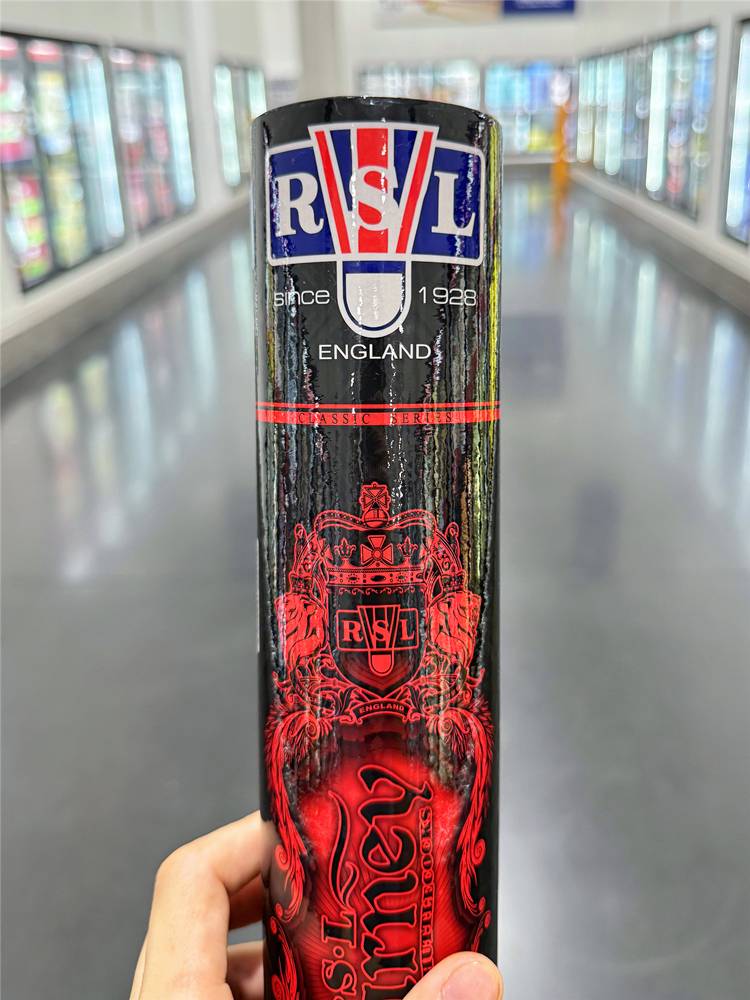 RSL
since 1928
ENGLAND
CLASSIC SERIES
RSL
ENGLAND